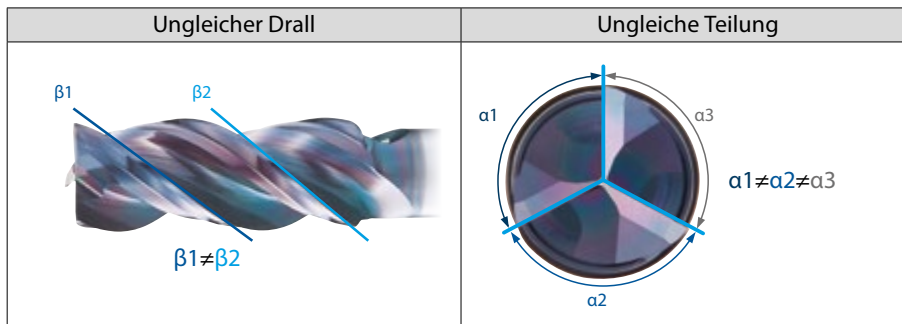 Ungleicher Drall
Ungleiche Teilung
β1
β2
β1≠β2
α1
α3
α1≠α2≠α3
α2